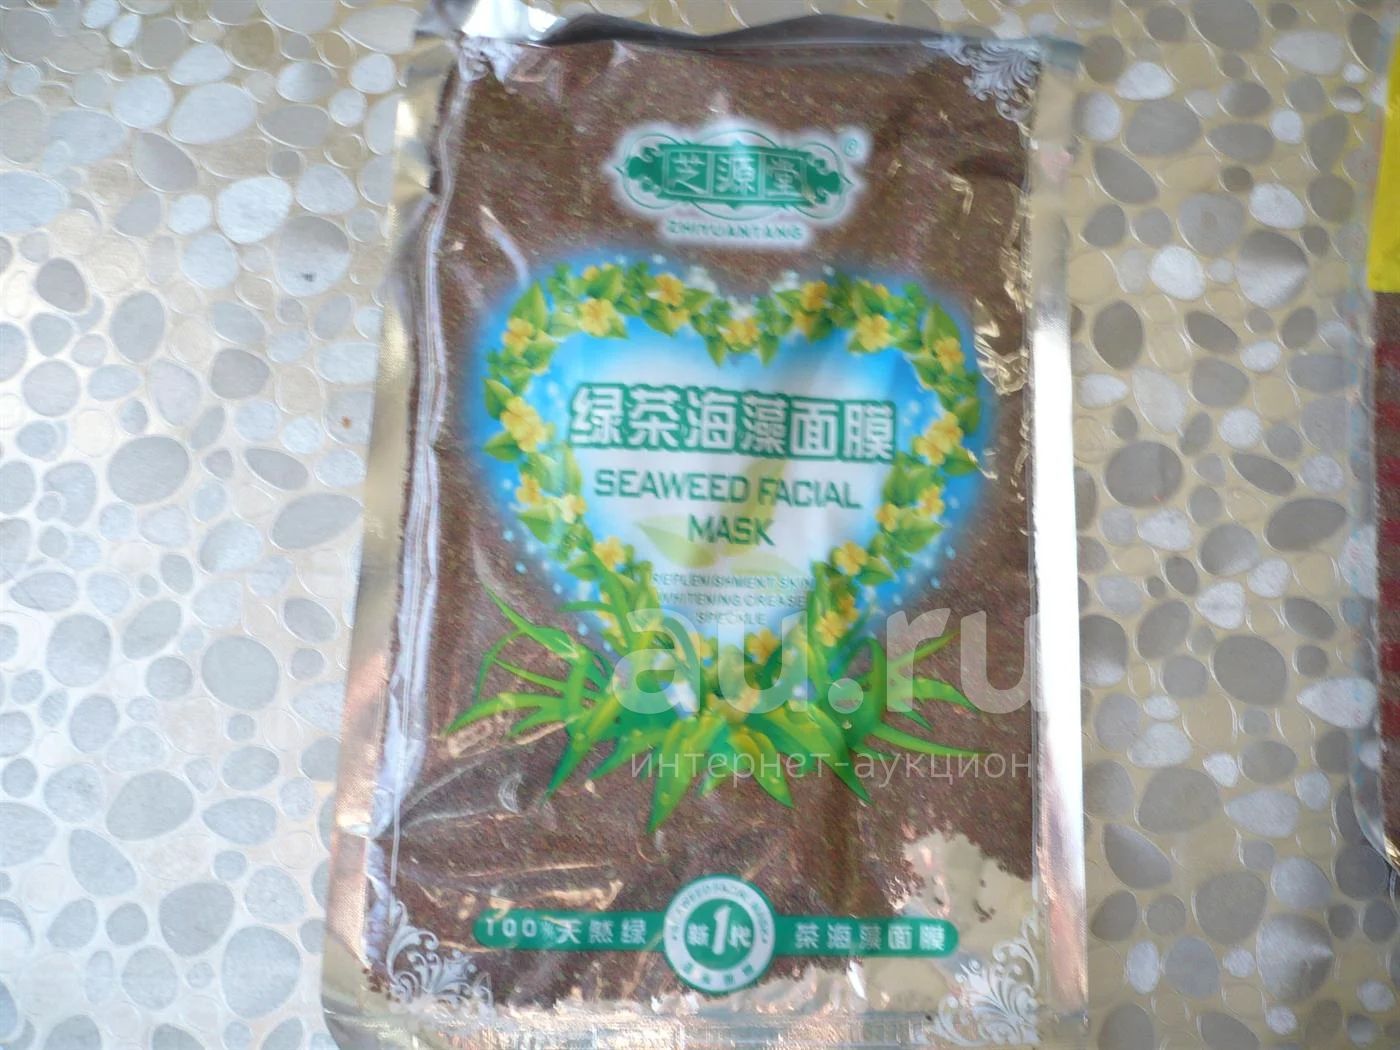 芝源堂
®
ZHIYUANTANG
绿茶海藻面膜
SEAWEED FACIAL
MASK
REPLENISHMENT SKIN
WHITENING CREASE
SPECKLE
au.ru
интернет-аукцион
100%天然绿
新1代
茶海藻面膜